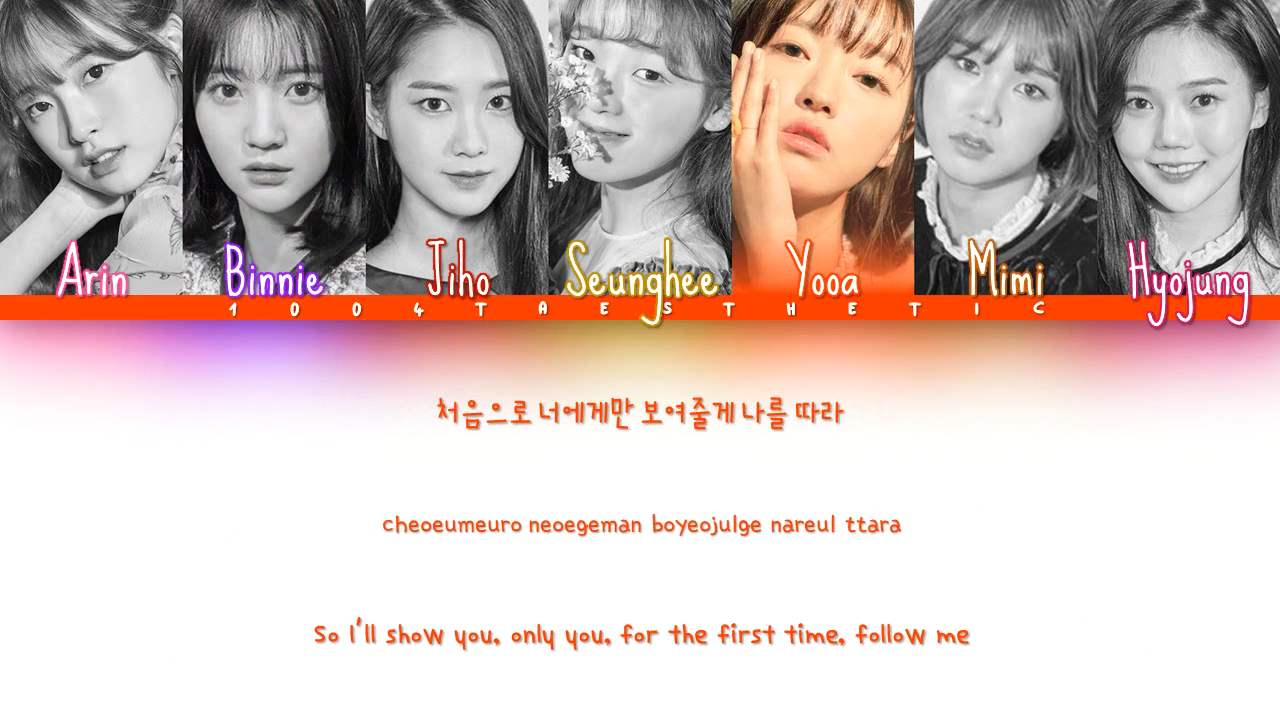 Arin Binnie Jiho Seunghee Yooa Mimi Hyojung
1004TAESTHETIC
처음으로 너에게만 보여줄게 나를 따라
cheoeumeuro neoegeman boyeojulge nareul ttara
So I'll show you, only you, for the first time, follow me